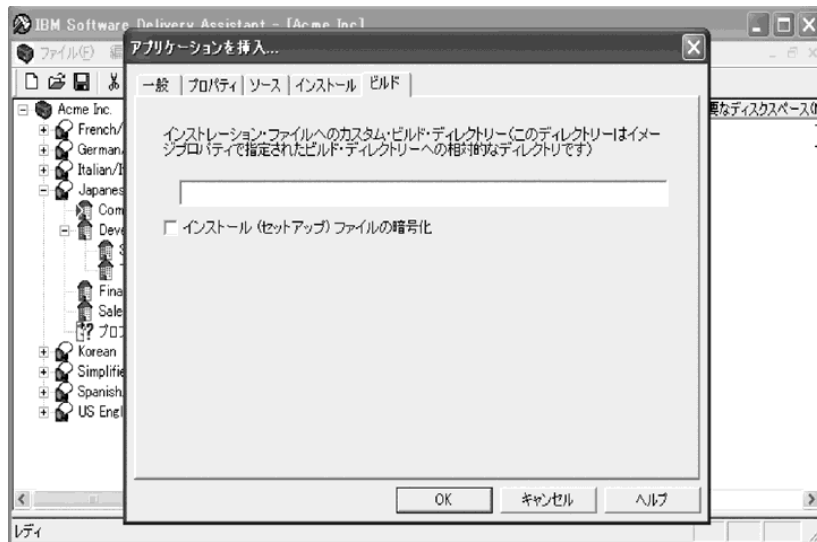 IBM Software Delivery Assistant - [Acme Inc]
ファイル(F)
アプリケーションを挿入...
一般
プロパティ
ソース
インストール
ビルド
Acme Inc.
French/
German
Italian/
Japanes
Com
Deve
Fina
Sale
Korean
Simplifie
Spanish
US Engl
要なディスクスペース(
インストレーション・ファイルへのカスタム・ビルド・ディレクトリー(このディレクトリーはイメー
ジプロパティで指定されたビルド・ディレクトリーへの相対的なディレクトリです)
インストール (セットアップ) ファイルの暗号化
OK
キャンセル
ヘルプ
レディ